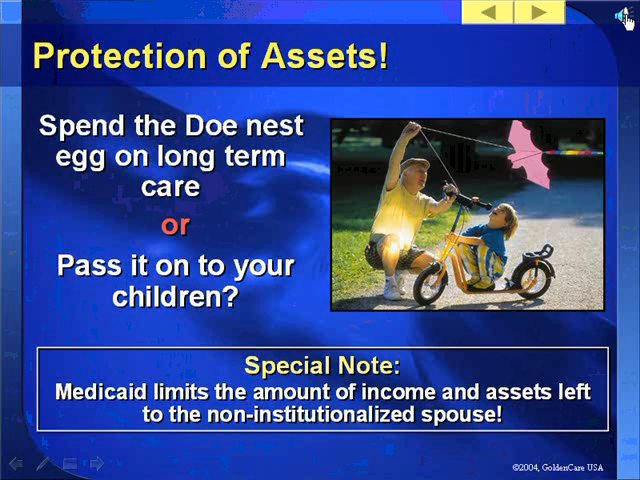 Protection of Assets!
Spend the Doe nest
egg on long term
care
or
Pass it on to your
children?
Special Note:
Medicaid limits the amount of income and assets left
to the non-institutionalized spouse!
©2004, GoldenCare USA